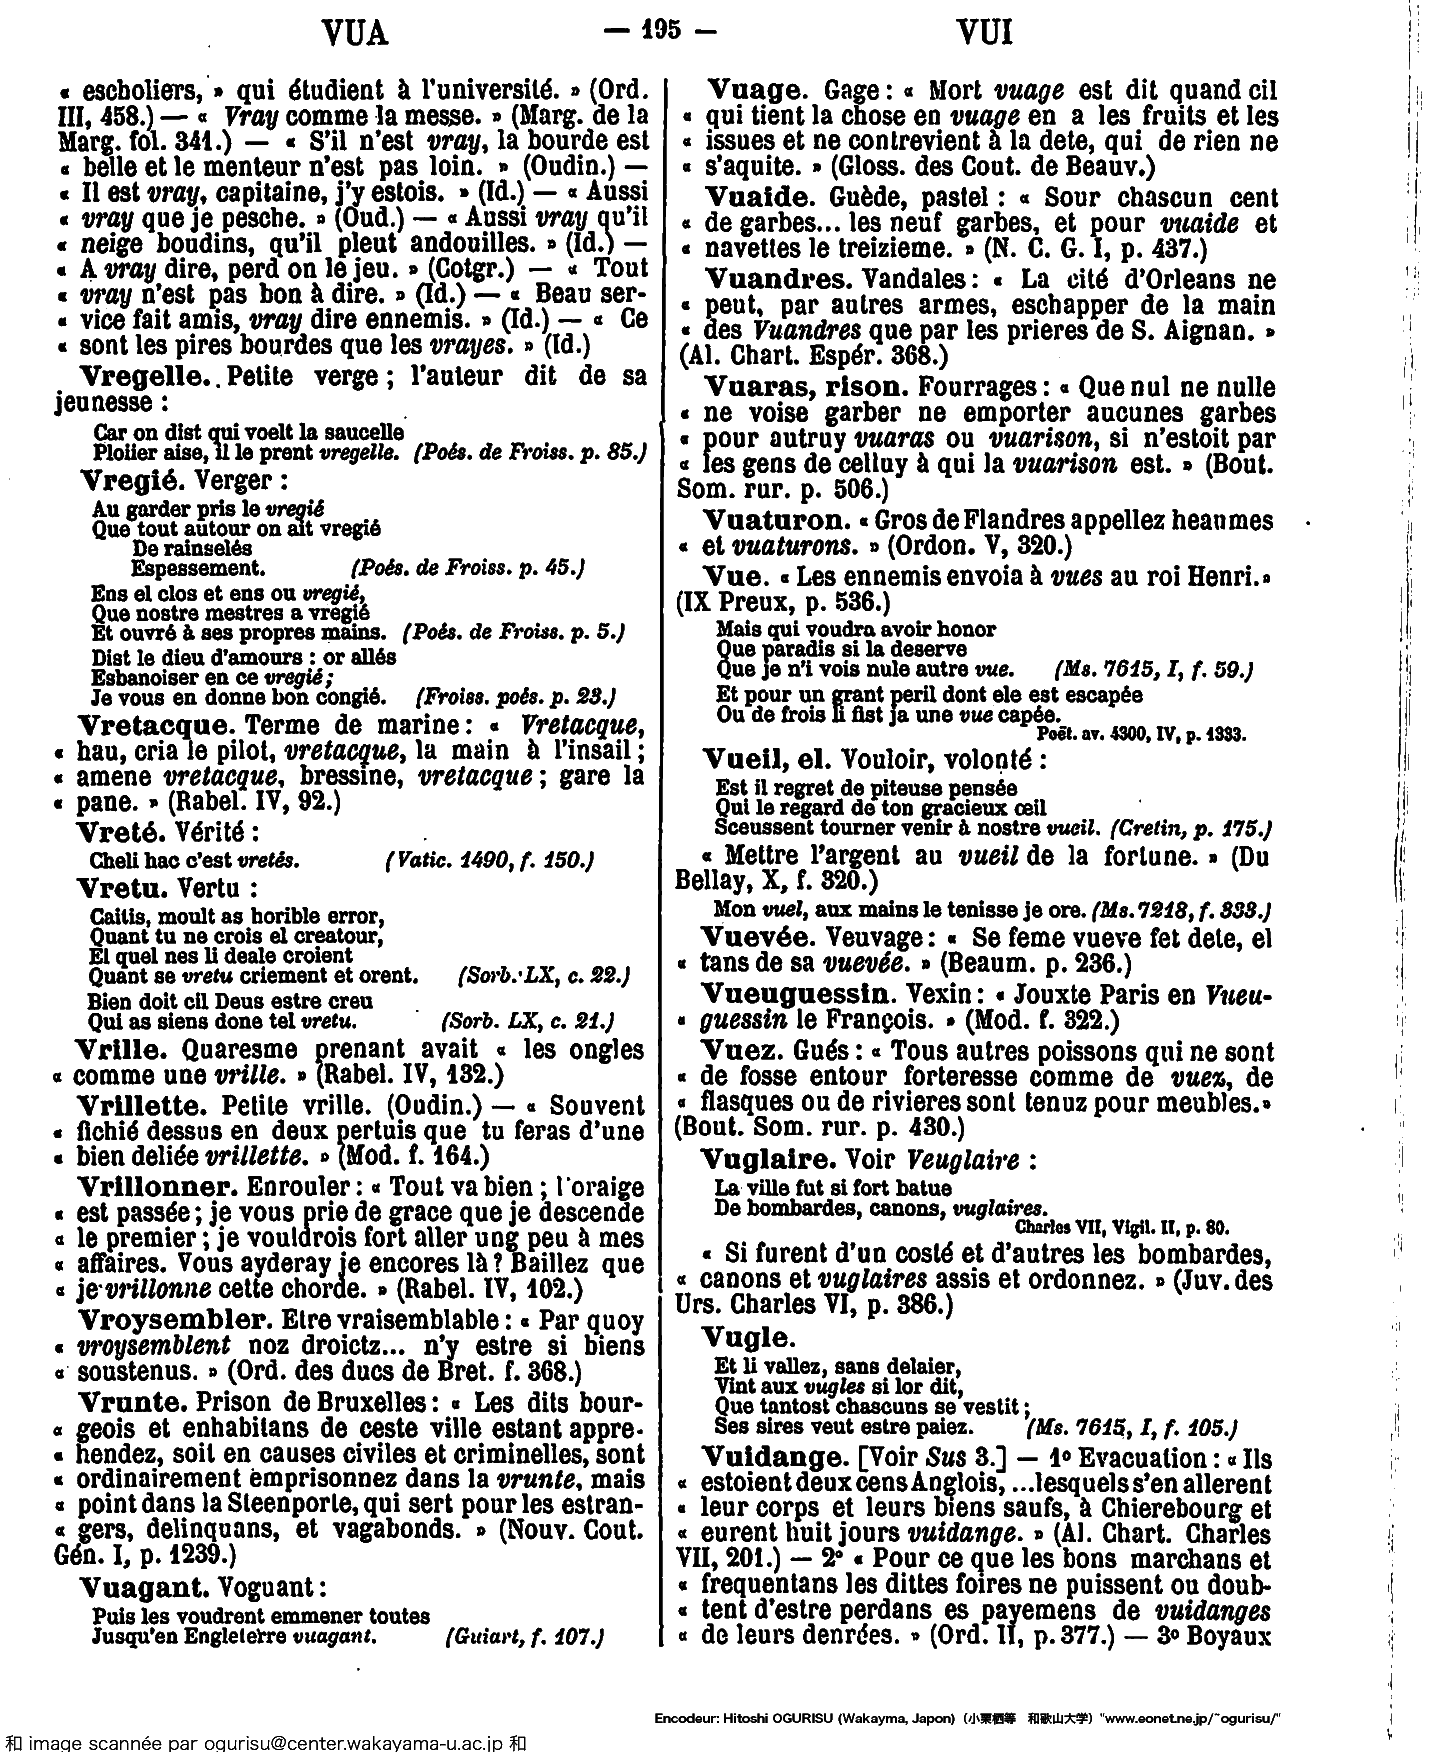 VUA — 195 — VUI
« escholiers, » qui étudient à l'université. » (Ord.
III, 458.) — « Vray comme la messe. » (Marg. de la
Marg. fol. 341.) — « S'il n'est vray, la bourde est
« belle et le menteur n'est pas loin. » (Oudin.) —
« Il est vray, capitaine, j'y estois. » (Id.) — « Aussi
« vray que je pesche. » (Oud.) — « Aussi vray qu'il
« neige boudins, qu'il pleut andouilles. » (Id.) —
« A vray dire, perd on le jeu. » (Cotgr.) — « Tout
« vray n'est pas bon à dire. » (Id.) — « Beau ser-
« vice fait amis, vray dire ennemis. » (Id.) — « Ce
« sont les pires bourdes que les vrayes. » (Id.)
Vregelle. Petite verge ; l'auteur dit de sa
jeunesse :
Car on dist qui voelt la saucelle
Ploiier aise, il le prent vregelle. (Poés. de Froiss. p. 85.)
Vregié. Verger :
Au garder pris le vregié
Que tout autour on ait vregié
De rainselés
Espessement. (Poés. de Froiss. p. 45.)
Ens el clos et ens ou vregié,
Que nostre mestres a vregié
Et ouvré à ses propres mains. (Poés. de Froiss. p. 5.)
Dist le dieu d'amours : or allés
Esbanoiser en ce vregié ;
Je vous en donne bon congié. (Froiss. poés. p. 23.)
Vretacque. Terme de marine : « Vretacque,
« hau, cria le pilot, vretacque, la main à l'insail ;
« amene vretacque, bressine, vretacque ; gare la
« pane. » (Rabel. IV, 92.)
Vreté. Vérité :
Cheli hac c'est vretés. (Vatic. 1490, f. 150.)
Vretu. Vertu :
Caitis, moult as horible error,
Quant tu ne crois el creatour,
El quel nes li deale croient
Quant se vretu criement et orent. (Sorb. LX, c. 22.)
Bien doit cil Deus estre creu
Qui as siens done tel vretu. (Sorb. LX, c. 21.)
Vrille. Quaresme prenant avait « les ongles
« comme une vrille. » (Rabel. IV, 132.)
Vrillette. Petite vrille. (Oudin.) — « Souvent
« fichié dessus en deux pertuis que tu feras d'une
« bien deliée vrillette. » (Mod. f. 164.)
Vrillonner. Enrouler : « Tout va bien ; l'oraige
« est passée ; je vous prie de grace que je descende
« le premier ; je vouldrois fort aller ung peu à mes
« affaires. Vous ayderay je encores là ? Baillez que
« je vrillonne cette chorde. » (Rabel. IV, 102.)
Vroysembler. Etre vraisemblable : « Par quoy
« vroysemblent noz droictz... n'y estre si biens
« soustenus. » (Ord. des ducs de Bret. f. 368.)
Vrunte. Prison de Bruxelles : « Les dits bour-
« geois et enhabitans de ceste ville estant appre-
« hendez, soit en causes civiles et criminelles, sont
« ordinairement emprisonnez dans la vrunte, mais
« point dans la Steenporte, qui sert pour les estran-
« gers, delinquans, et vagabonds. » (Nouv. Cout.
Gén. I, p. 1239.)
Vuagant. Voguant :
Puis les voudrent emmener toutes
Jusqu'en Engleterre vuagant. (Guiart, f. 107.)
Vuage. Gage : « Mort vuage est dit quand cil
« qui tient la chose en vuage en a les fruits et les
« issues et ne contrevient à la dete, qui de rien ne
« s'aquite. » (Gloss. des Cout. de Beauv.)
Vuaide. Guède, pastel : « Sour chascun cent
« de garbes... les neuf garbes, et pour vuaide et
« navettes le treizieme. » (N. C. G. I, p. 437.)
Vuandres. Vandales : « La cité d'Orleans ne
« peut, par autres armes, eschapper de la main
« des Vuandres que par les prieres de S. Aignan. »
(Al. Chart. Espér. 368.)
Vuaras, rison. Fourrages : « Que nul ne nulle
« ne voise garber ne emporter aucunes garbes
« pour autruy vuaras ou vuarison, si n'estoit par
« les gens de celluy à qui la vuarison est. » (Bout.
Som. rur. p. 506.)
Vuaturon. « Gros de Flandres appellez heaumes
« et vuaturons. » (Ordon. V, 320.)
Vue. « Les ennemis envoia à vues au roi Henri. »
(IX Preux, p. 536.)
Mais qui voudra avoir honor
Que paradis si la deserve
Que je n'i vois nule autre vue. (Ms. 7615, I, f. 59.)
Et pour un grant peril dont ele est escapée
Ou de frois li fist ja une vue capée.
Poët. av. 4300, IV, p. 1333.
Vueil, el. Vouloir, volonté :
Est il regret de piteuse pensée
Qui le regard de ton gracieux œil
Sceussent tourner venir à nostre vueil. (Cretin, p. 175.)
« Mettre l'argent au vueil de la fortune. » (Du
Bellay, X, f. 320.)
Mon vuel, aux mains le tenisse je ore. (Ms. 7218, f. 333.)
Vuevée. Veuvage : « Se feme vueve fet dete, el
« tans de sa vuevée. » (Beaum. p. 236.)
Vueuguessin. Vexin : « Jouxte Paris en Vueu-
« guessin le François. » (Mod. f. 322.)
Vuez. Gués : « Tous autres poissons qui ne sont
« de fosse entour forteresse comme de vuez, de
« flasques ou de rivieres sont tenuz pour meubles. »
(Bout. Som. rur. p. 430.)
Vuglaire. Voir Veuglaire :
La ville fut si fort batue
De bombardes, canons, vuglaires.
Charles VII, Vigil. II, p. 80.
« Si furent d'un costé et d'autres les bombardes,
« canons et vuglaires assis et ordonnez. » (Juv. des
Urs. Charles VI, p. 386.)
Vugle.
Et li vallez, sans delaier,
Vint aux vugles si lor dit,
Que tantost chascuns se vestit ;
Ses sires veut estre paiez. (Ms. 7615, I, f. 105.)
Vuidange. [Voir Sus 3.] — 1º Evacuation : « Ils
« estoient deux cens Anglois, ...lesquels s'en allerent
« leur corps et leurs biens saufs, à Chierebourg et
« eurent huit jours vuidange. » (Al. Chart. Charles
VII, 201.) — 2º « Pour ce que les bons marchans et
« frequentans les dittes foires ne puissent ou doub-
« tent d'estre perdans es payemens de vuidanges
« de leurs denrées. » (Ord. II, p. 377.) — 3º Boyaux
Encodeur: Hitoshi OGURISU (Wakayma, Japon) (小栗栖等 和歌山大学) "www.eonet.ne.jp/~ogurisu/"
和 image scannée par ogurisu@center.wakayama-u.ac.jp 和